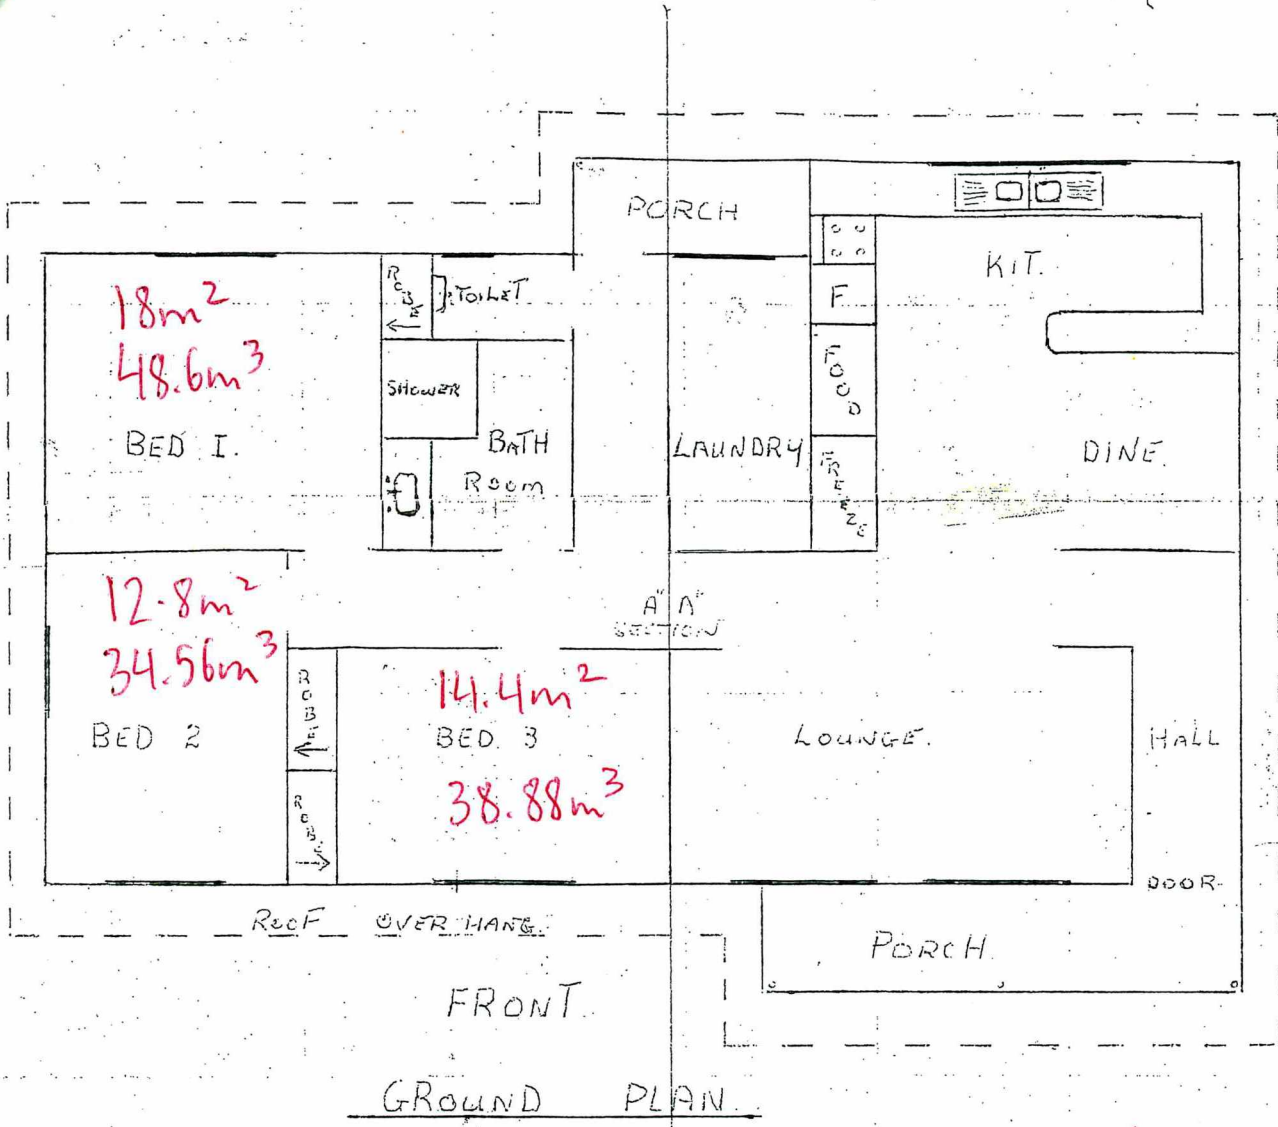 PORCH
KIT.
ROBE
TOILET
18m²
F
48.6m³
FOOD
SHOWER
BED 1.
BATH
ROOM
LAUNDRY
DINE.
FREEZE
12.8m²
A" A"
SECTION
34.56m³
ROBE
14.4m²
BED 2
BED. 3
LOUNGE.
HALL
38.88m³
ROBE
DOOR.
ROOF OVER HANG.
PORCH.
FRONT.
GROUND PLAN.